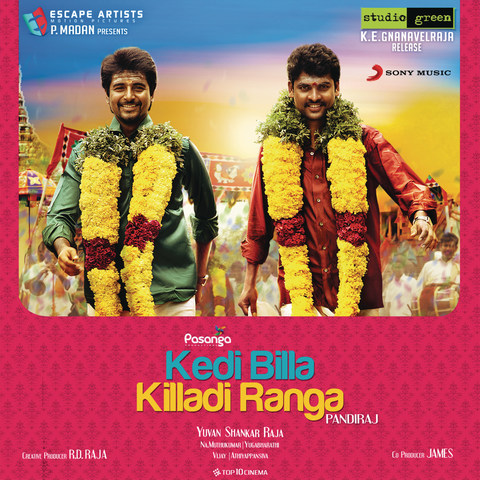 ESCAPE ARTISTS
MOTION PICTURES
P. MADAN PRESENTS
studio green
K.E.GNANAVELRAJA
RELEASE
SONY MUSIC
Pasanga
PRODUCTIONS
Kedi Billa
Killadi Ranga
PANDIRAJ
YUVAN SHANKAR RAJA
NA.MUTHUKUMAR | YUGABHARATHI
VIJAY | ATHIYAPPANSIVA
CREATIVE PRODUCER R.D. RAJA
CO PRODUCER JAMES
TOP 10 CINEMA